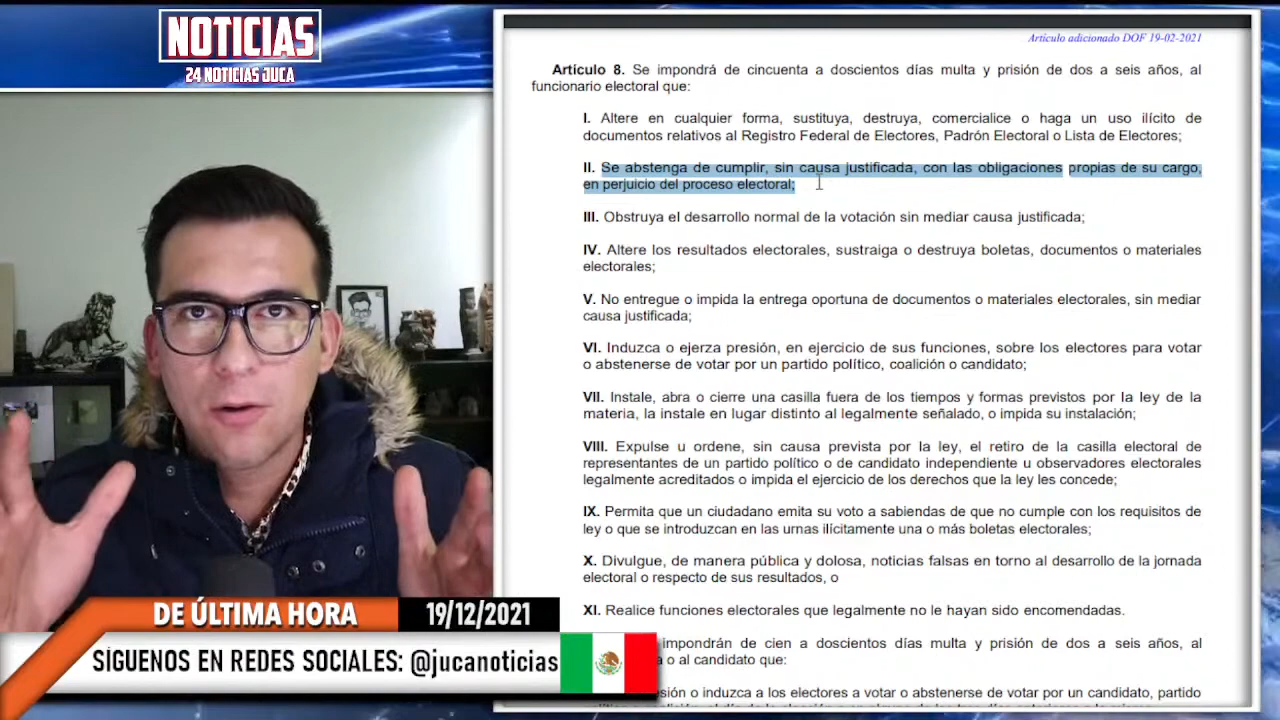 NOTICIAS
24 NOTICIAS JUCA
Artículo adicionado DOF 19-02-2021
Artículo 8. Se impondrá de cincuenta a doscientos días multa y prisión de dos a seis años, al
funcionario electoral que:
I. Altere en cualquier forma, sustituya, destruya, comercialice o haga un uso ilícito de
documentos relativos al Registro Federal de Electores, Padrón Electoral o Lista de Electores;
II. Se abstenga de cumplir, sin causa justificada, con las obligaciones propias de su cargo,
en perjuicio del proceso electoral;
III. Obstruya el desarrollo normal de la votación sin mediar causa justificada;
IV. Altere los resultados electorales, sustraiga o destruya boletas, documentos o materiales
electorales;
V. No entregue o impida la entrega oportuna de documentos o materiales electorales, sin mediar
causa justificada;
VI. Induzca o ejerza presión, en ejercicio de sus funciones, sobre los electores para votar
o abstenerse de votar por un partido político, coalición o candidato;
VII. Instale, abra o cierre una casilla fuera de los tiempos y formas previstos por la ley de la
materia, la instale en lugar distinto al legalmente señalado, o impida su instalación;
VIII. Expulse u ordene, sin causa prevista por la ley, el retiro de la casilla electoral de
representantes de un partido político o de candidato independiente u observadores electorales
legalmente acreditados o impida el ejercicio de los derechos que la ley les concede;
IX. Permita que un ciudadano emita su voto a sabiendas de que no cumple con los requisitos de
ley o que se introduzcan en las urnas ilícitamente una o más boletas electorales;
X. Divulgue, de manera pública y dolosa, noticias falsas en torno al desarrollo de la jornada
electoral o respecto de sus resultados, o
XI. Realice funciones electorales que legalmente no le hayan sido encomendadas.
impondrán de cien a doscientos días multa y prisión de dos a seis años, al
o al candidato que:
o induzca a los electores a votar o abstenerse de votar por un candidato, partido
DE ÚLTIMA HORA
19/12/2021
SÍGUENOS EN REDES SOCIALES: @jucanoticias